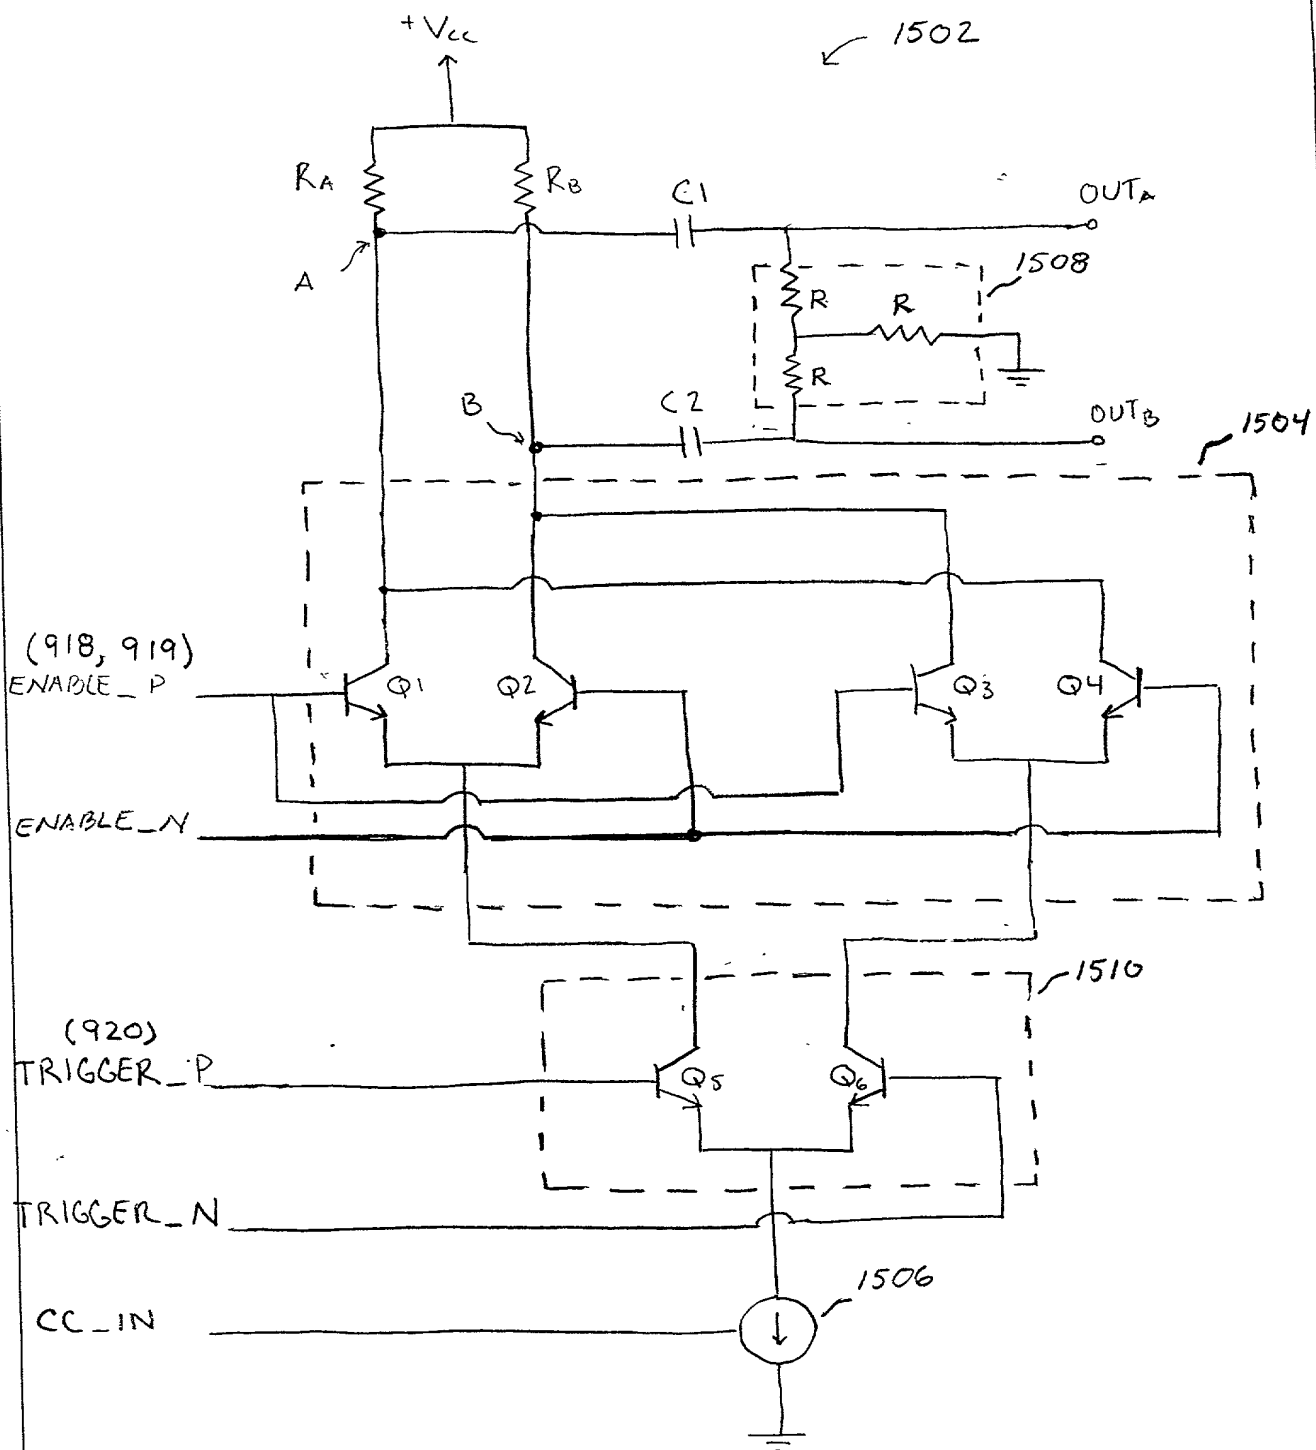 +Vcc
1502
RA
RB
C1
OUTA
A
1508
R
R
R
B
C2
OUTB
1504
(918, 919)
ENABLE_P
Q1
Q2
Q3
Q4
ENABLE_N
1510
(920)
TRIGGER_P
Q5
Q6
TRIGGER_N
1506
CC_IN